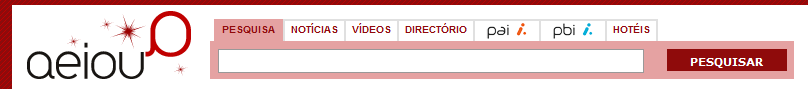 aeiou
PESQUISA NOTÍCIAS VÍDEOS DIRECTÓRIO pai i. pbi i. HOTÉIS
PESQUISAR